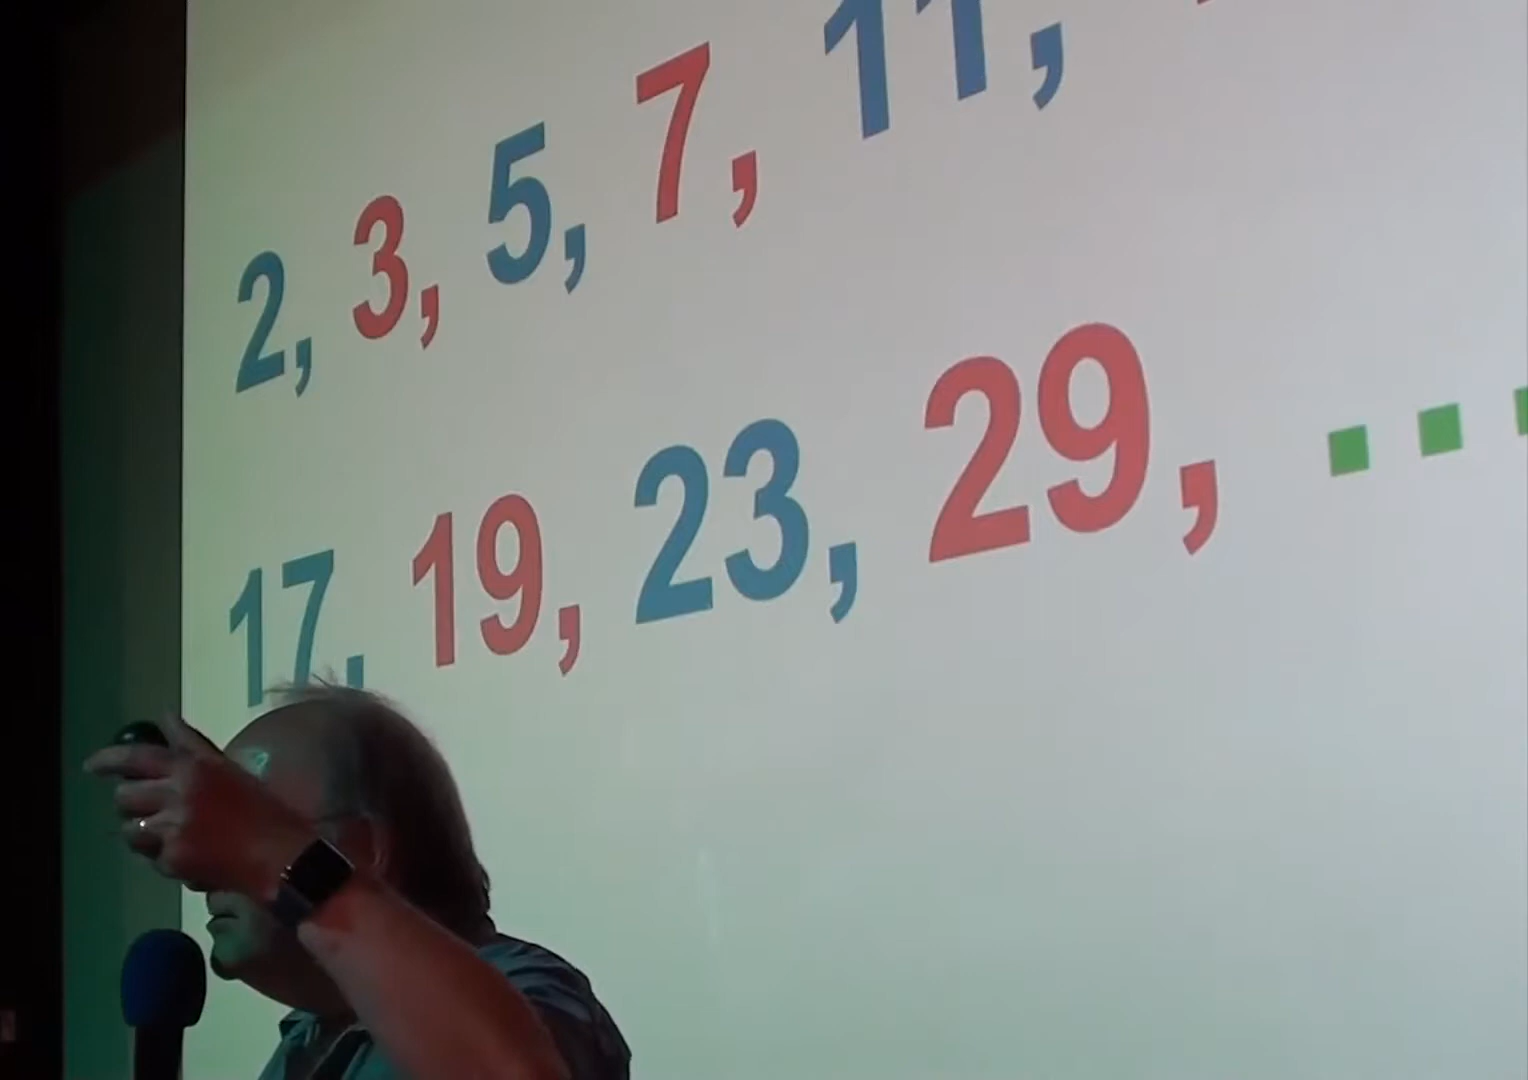 2, 3, 5, 7, 11,
17, 19, 23, 29, ...